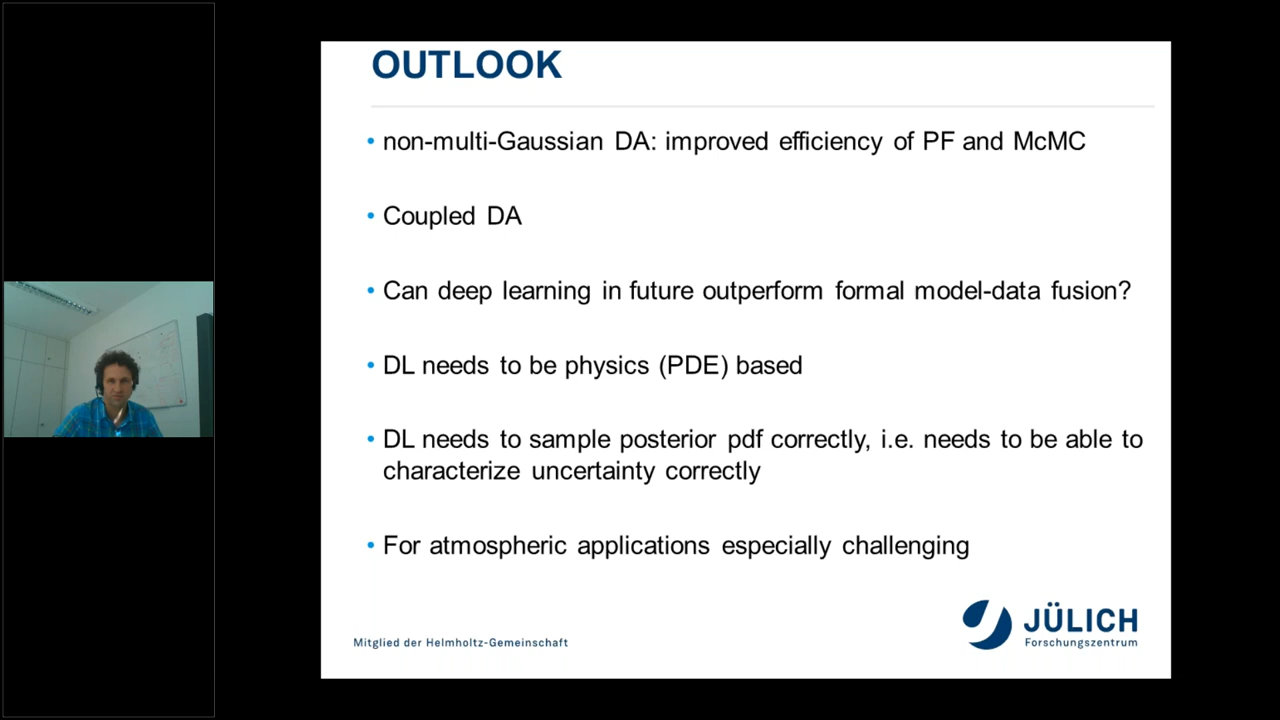 OUTLOOK
• non-multi-Gaussian DA: improved efficiency of PF and McMC
• Coupled DA
• Can deep learning in future outperform formal model-data fusion?
• DL needs to be physics (PDE) based
• DL needs to sample posterior pdf correctly, i.e. needs to be able to
characterize uncertainty correctly
• For atmospheric applications especially challenging
Mitglied der Helmholtz-Gemeinschaft
JÜLICH
Forschungszentrum